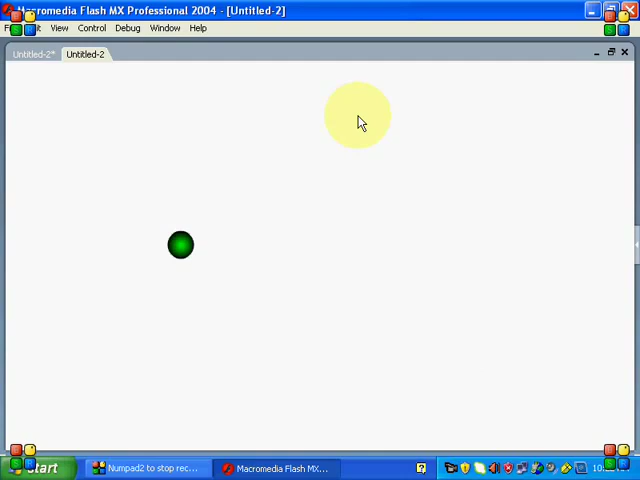 Macromedia Flash MX Professional 2004 - [Untitled-2]
View Control Debug Window Help
Untitled-2* Untitled-2
start Numpad2 to stop rec... Macromedia Flash MX...